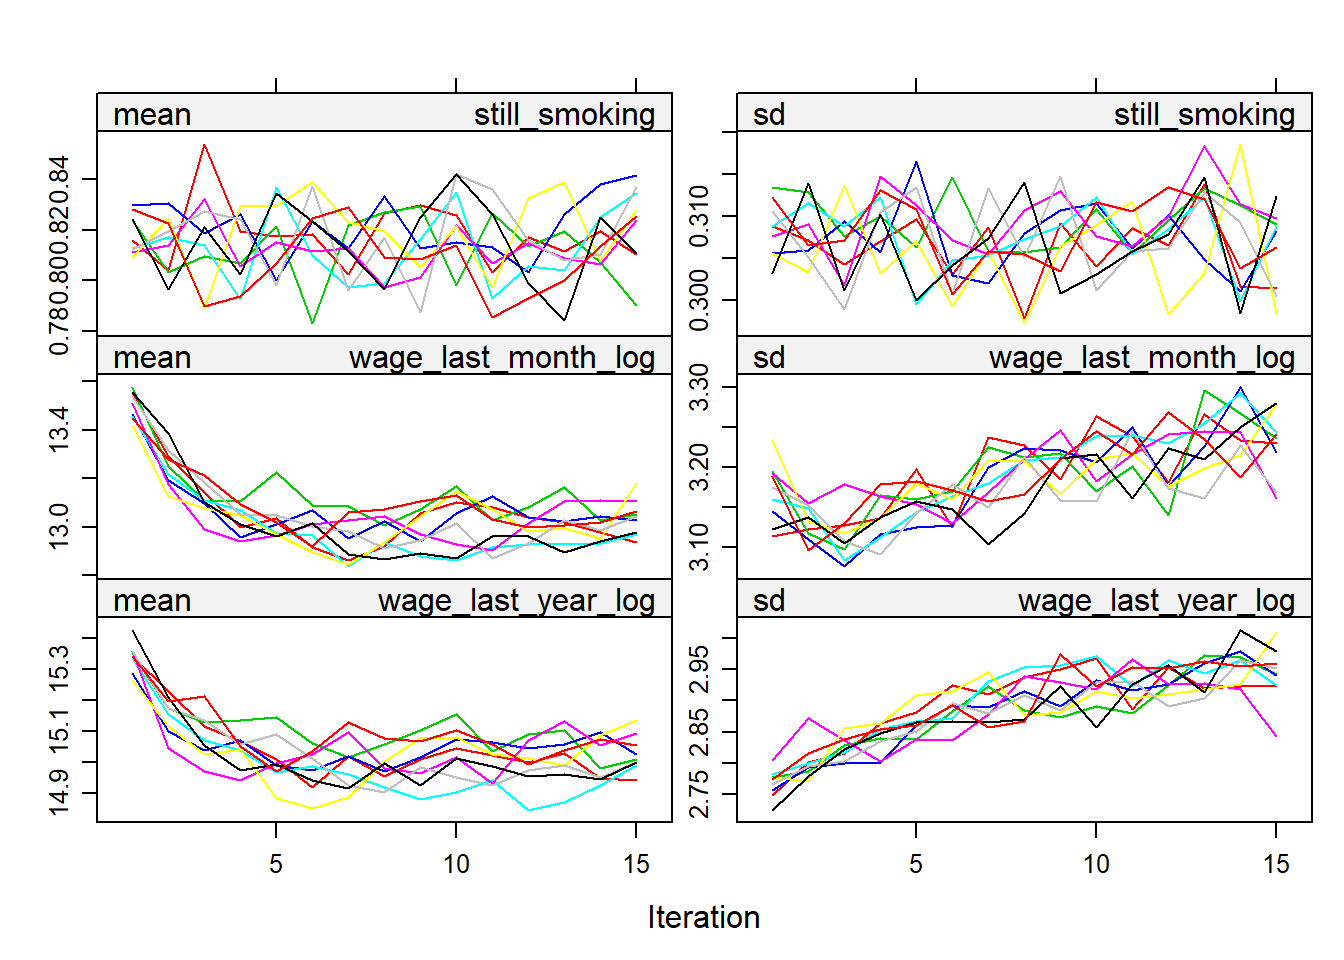 mean still_smoking
sd still_smoking
0.78 0.80 0.82 0.84
0.300 0.310
mean wage_last_month_log
sd wage_last_month_log
13.0 13.4
3.10 3.20 3.30
mean wage_last_year_log
sd wage_last_year_log
14.9 15.1 15.3
2.75 2.85 2.95
5 10 15
5 10 15
Iteration